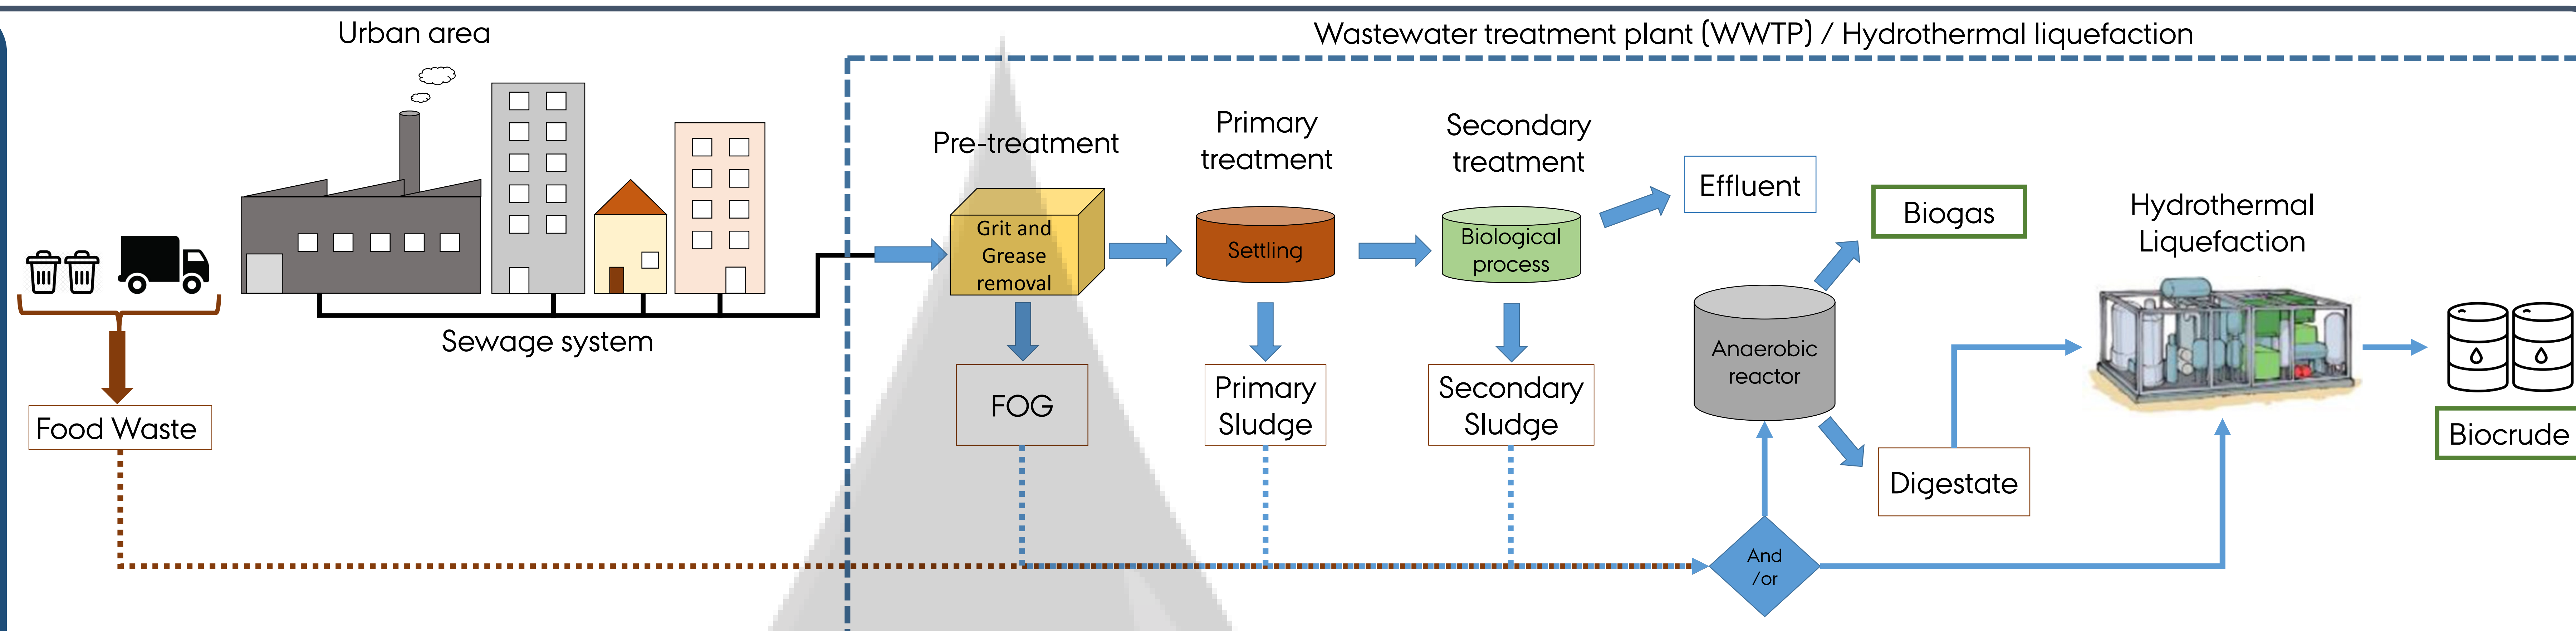 Urban area
Wastewater treatment plant (WWTP) / Hydrothermal liquefaction
Pre-treatment
Primary
treatment
Secondary
treatment
Effluent
Biogas
Hydrothermal
Liquefaction
Grit and
Grease
removal
Settling
Biological
process
Sewage system
Anaerobic
reactor
FOG
Primary
Sludge
Secondary
Sludge
Food Waste
Digestate
Biocrude
And
/or